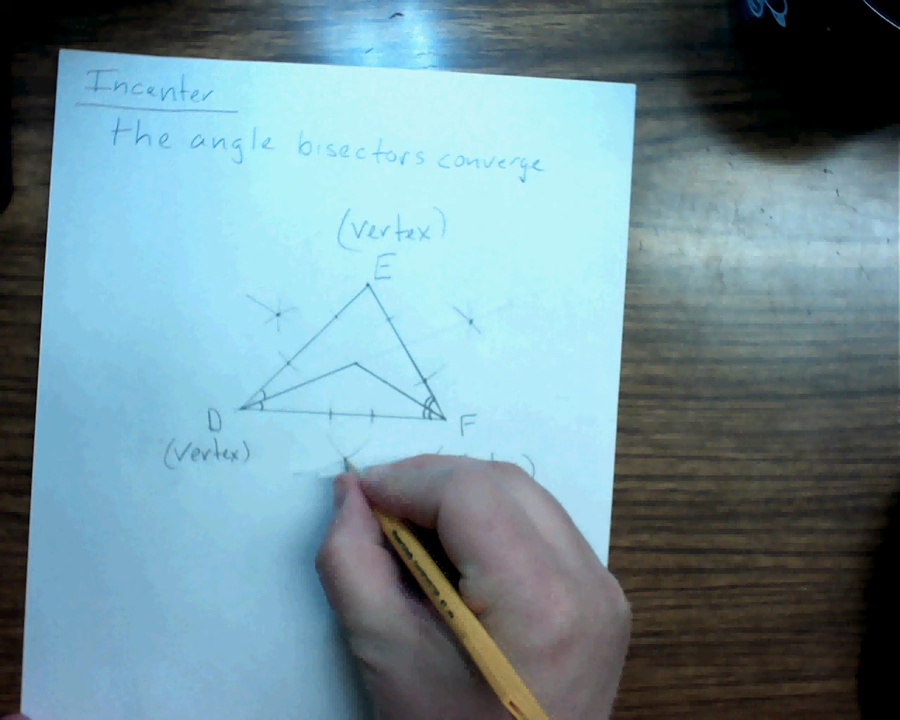 Incenter
the angle bisectors converge
(vertex)
E
D
F
(vertex)